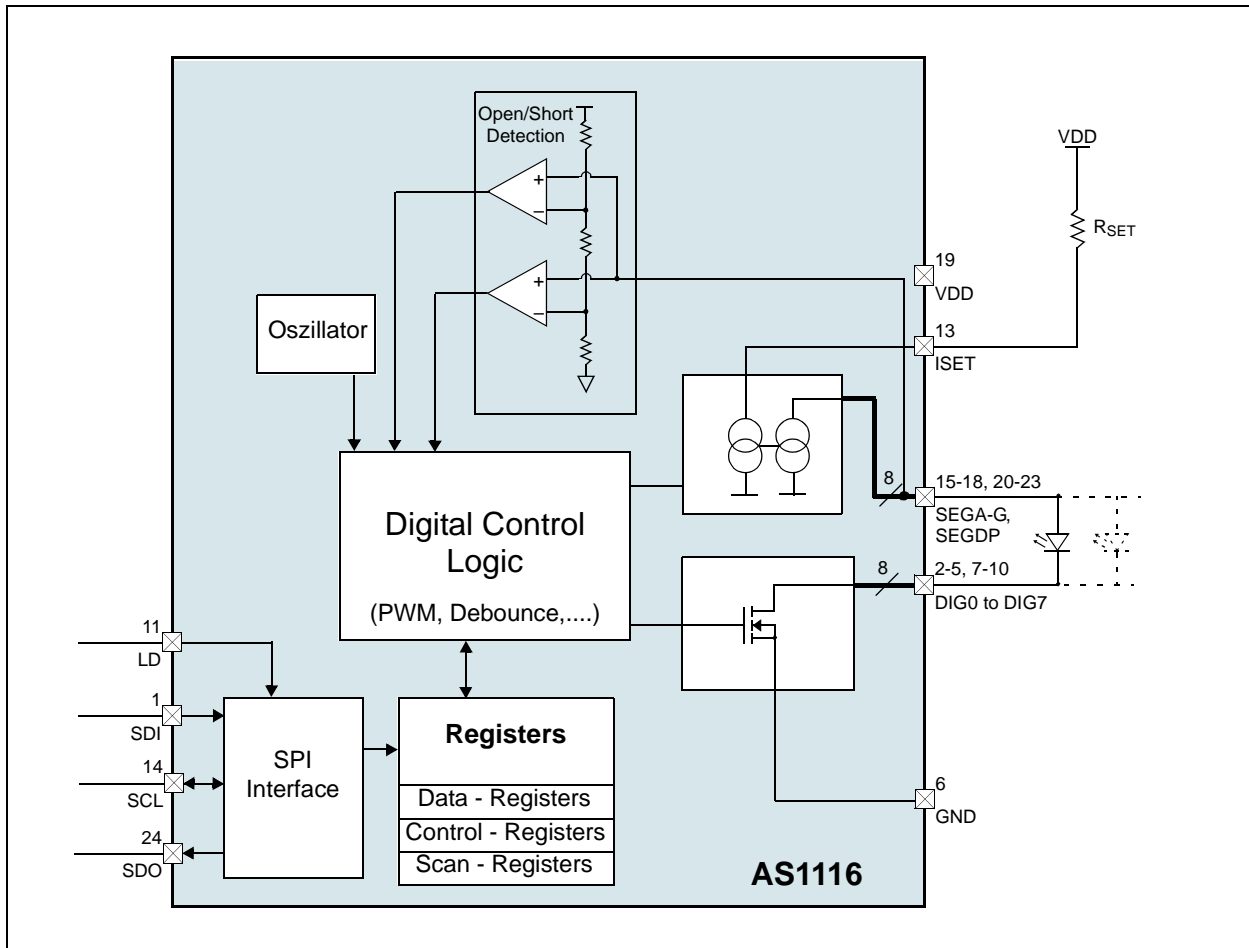 Open/Short
Detection
+
−
+
−
VDD
RSET
19
VDD
13
ISET
Oszillator
Digital Control
Logic
(PWM, Debounce,....)
8
15-18, 20-23
SEGA-G,
SEGDP
8
2-5, 7-10
DIG0 to DIG7
11
LD
1
SDI
14
SCL
24
SDO
SPI
Interface
Registers
Data - Registers
Control - Registers
Scan - Registers
6
GND
AS1116